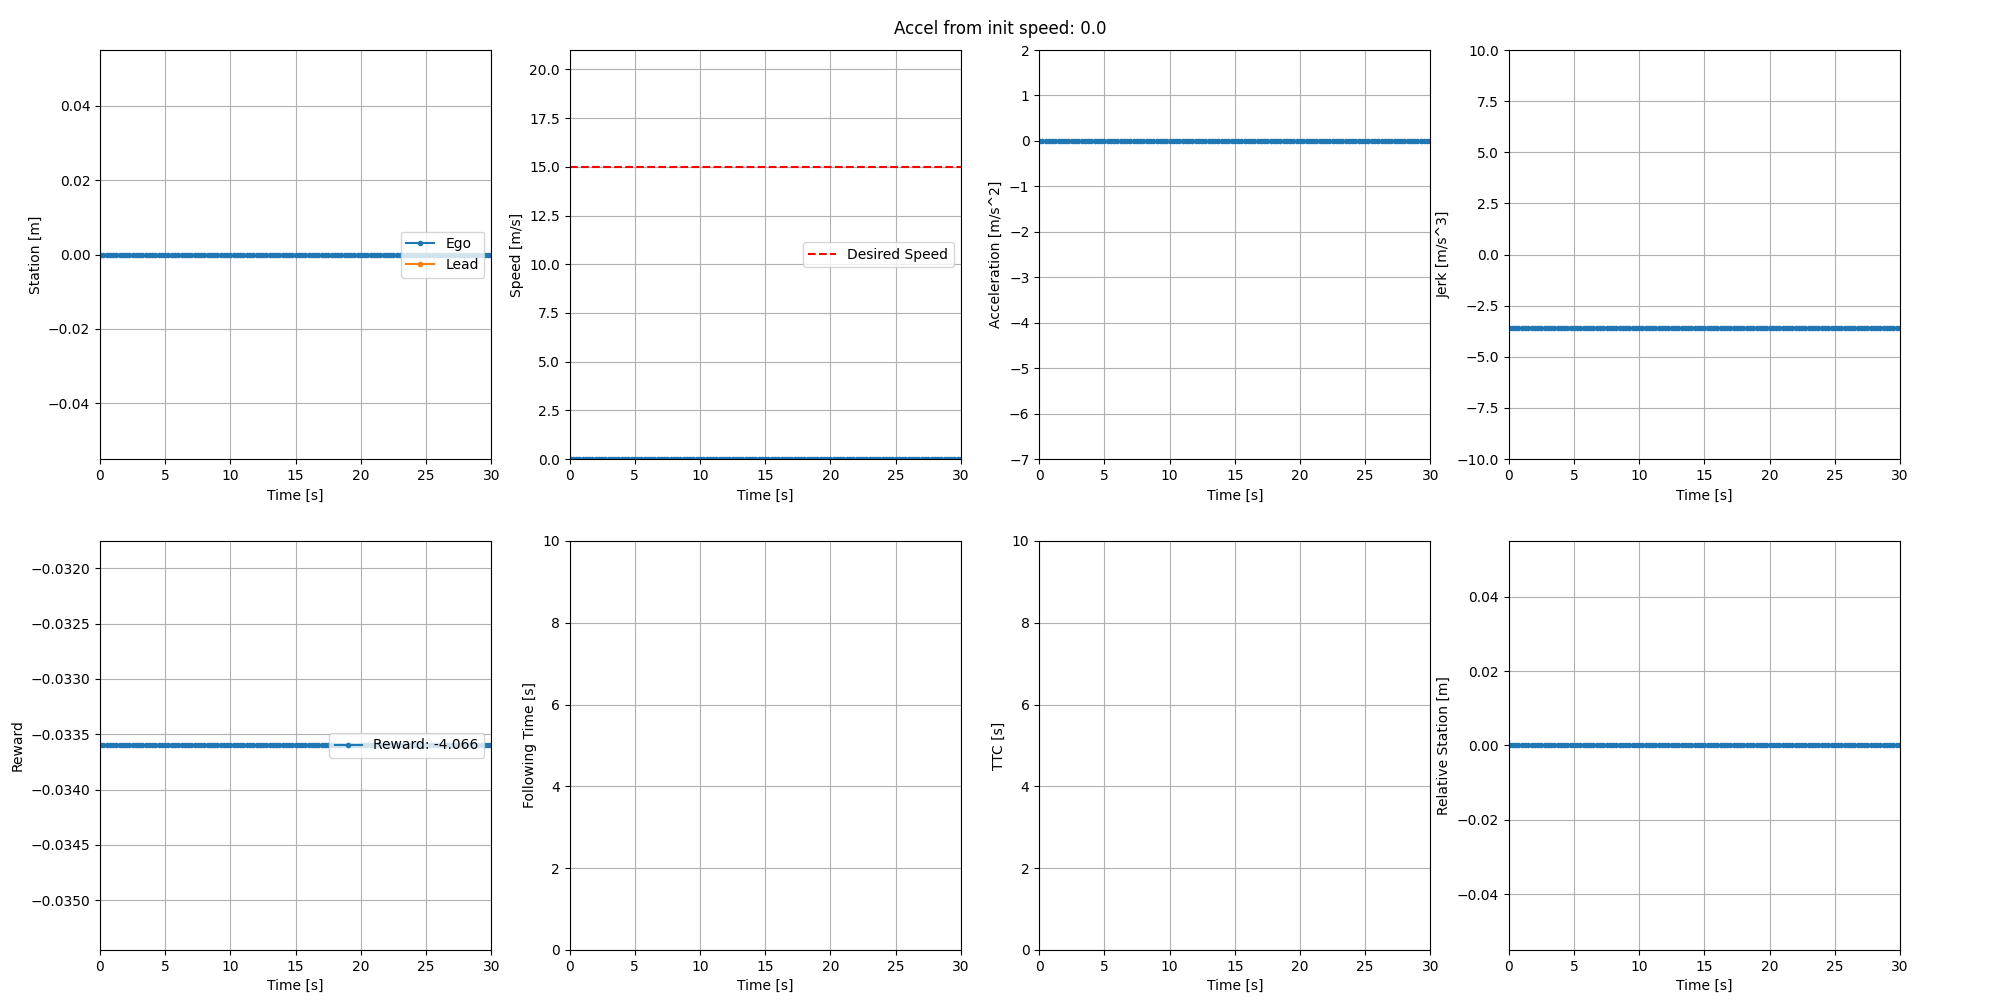 Accel from init speed: 0.0
0.04
0.02
0.00
−0.02
−0.04
Station [m]
Ego
Lead
0 5 10 15 20 25 30
Time [s]
20.0
17.5
15.0
12.5
10.0
7.5
5.0
2.5
0.0
Speed [m/s]
Desired Speed
0 5 10 15 20 25 30
Time [s]
2
1
0
−1
−2
−3
−4
−5
−6
−7
Acceleration [m/s^2]
0 5 10 15 20 25 30
Time [s]
10.0
7.5
5.0
2.5
0.0
−2.5
−5.0
−7.5
−10.0
Jerk [m/s^3]
0 5 10 15 20 25 30
Time [s]
−0.0320
−0.0325
−0.0330
−0.0335
−0.0340
−0.0345
−0.0350
Reward
Reward: -4.066
0 5 10 15 20 25 30
Time [s]
10
8
6
4
2
0
Following Time [s]
0 5 10 15 20 25 30
Time [s]
10
8
6
4
2
0
TTC [s]
0 5 10 15 20 25 30
Time [s]
0.04
0.02
0.00
−0.02
−0.04
Relative Station [m]
0 5 10 15 20 25 30
Time [s]